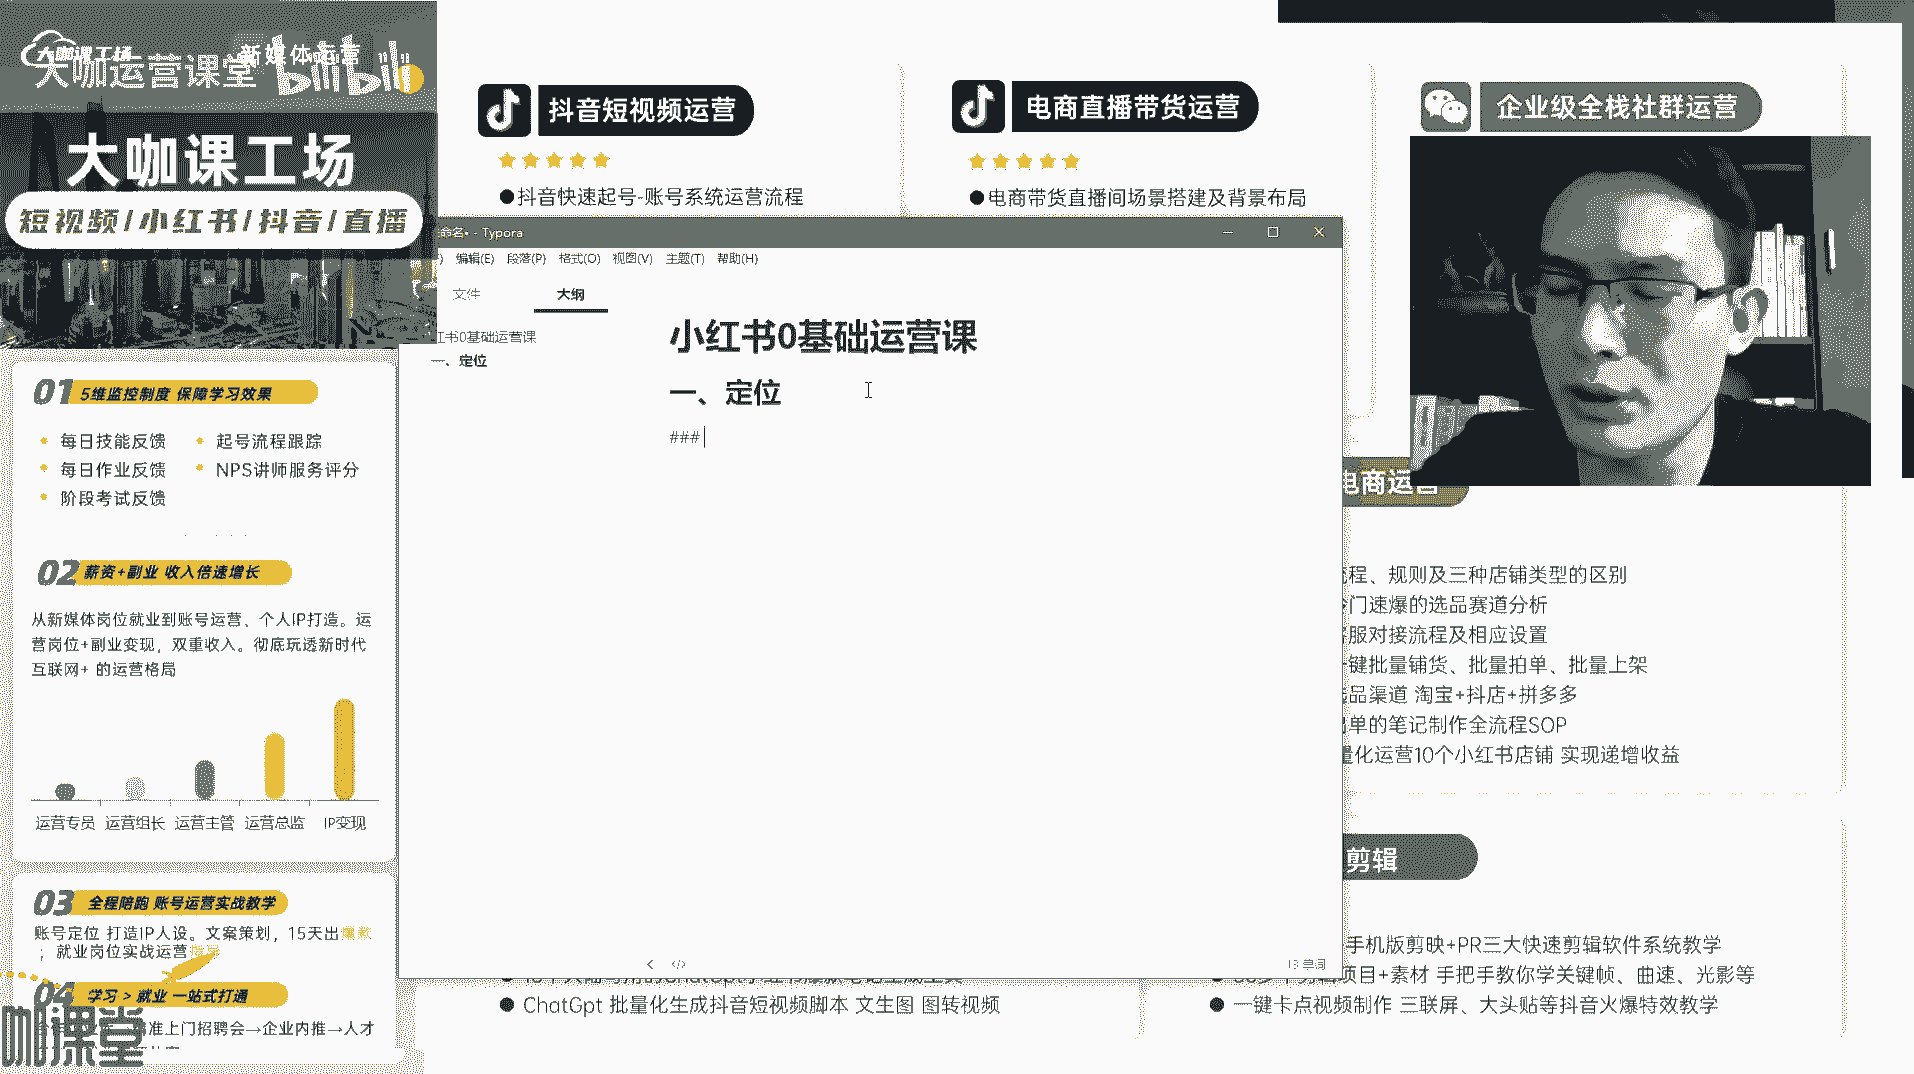 大咖课工场
新媒体运营
大咖运营课堂 bilibili
大咖课工场
短视频/小红书/抖音/直播
01 5维监控制度 保障学习效果
每日技能反馈
起号流程跟踪
每日作业反馈
NPS讲师服务评分
阶段考试反馈
02 薪资+副业 收入倍速增长
从新媒体岗位就业到账号运营、个人IP打造。运
营岗位+副业变现，双重收入。彻底玩透新时代
互联网+ 的运营格局
运营专员 运营组长 运营主管 运营总监 IP变现
03 全程陪跑 账号运营实战教学
账号定位 打造IP人设。文案策划，15天出爆款
；就业岗位实战运营
04 学习 > 就业 一站式打通
准上门招聘会→企业内推→人才
咖课堂
抖音短视频运营
●抖音快速起号-账号系统运营流程
电商直播带货运营
●电商带货直播间场景搭建及背景布局
企业级全栈社群运营
命名• - Typora
编辑(E) 段落(P) 格式(O) 视图(V) 主题(T) 帮助(H)
文件 大纲
红书0基础运营课
一、定位
小红书0基础运营课
一、定位
###
13 单词
电商运营
流程、规则及三种店铺类型的区别
冷门速爆的选品赛道分析
客服对接流程及相应设置
一键批量铺货、批量拍单、批量上架
选品渠道 淘宝+抖店+拼多多
出单的笔记制作全流程SOP
量化运营10个小红书店铺 实现递增收益
● ChatGpt 批量化生成抖音短视频脚本 文生图 图转视频
剪辑
手机版剪映+PR三大快速剪辑软件系统教学
项目+素材 手把手教你学关键帧、曲速、光影等
● 一键卡点视频制作 三联屏、大头贴等抖音火爆特效教学